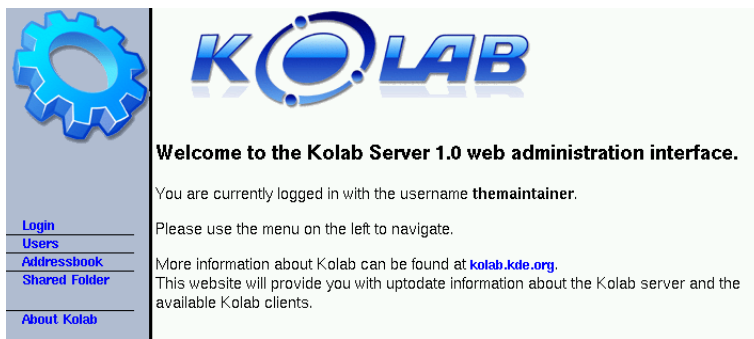 KOLAB
Welcome to the Kolab Server 1.0 web administration interface.
You are currently logged in with the username themaintainer.
Please use the menu on the left to navigate.
More information about Kolab can be found at kolab.kde.org.
This website will provide you with uptodate information about the Kolab server and the
available Kolab clients.
Login
Users
Addressbook
Shared Folder
About Kolab